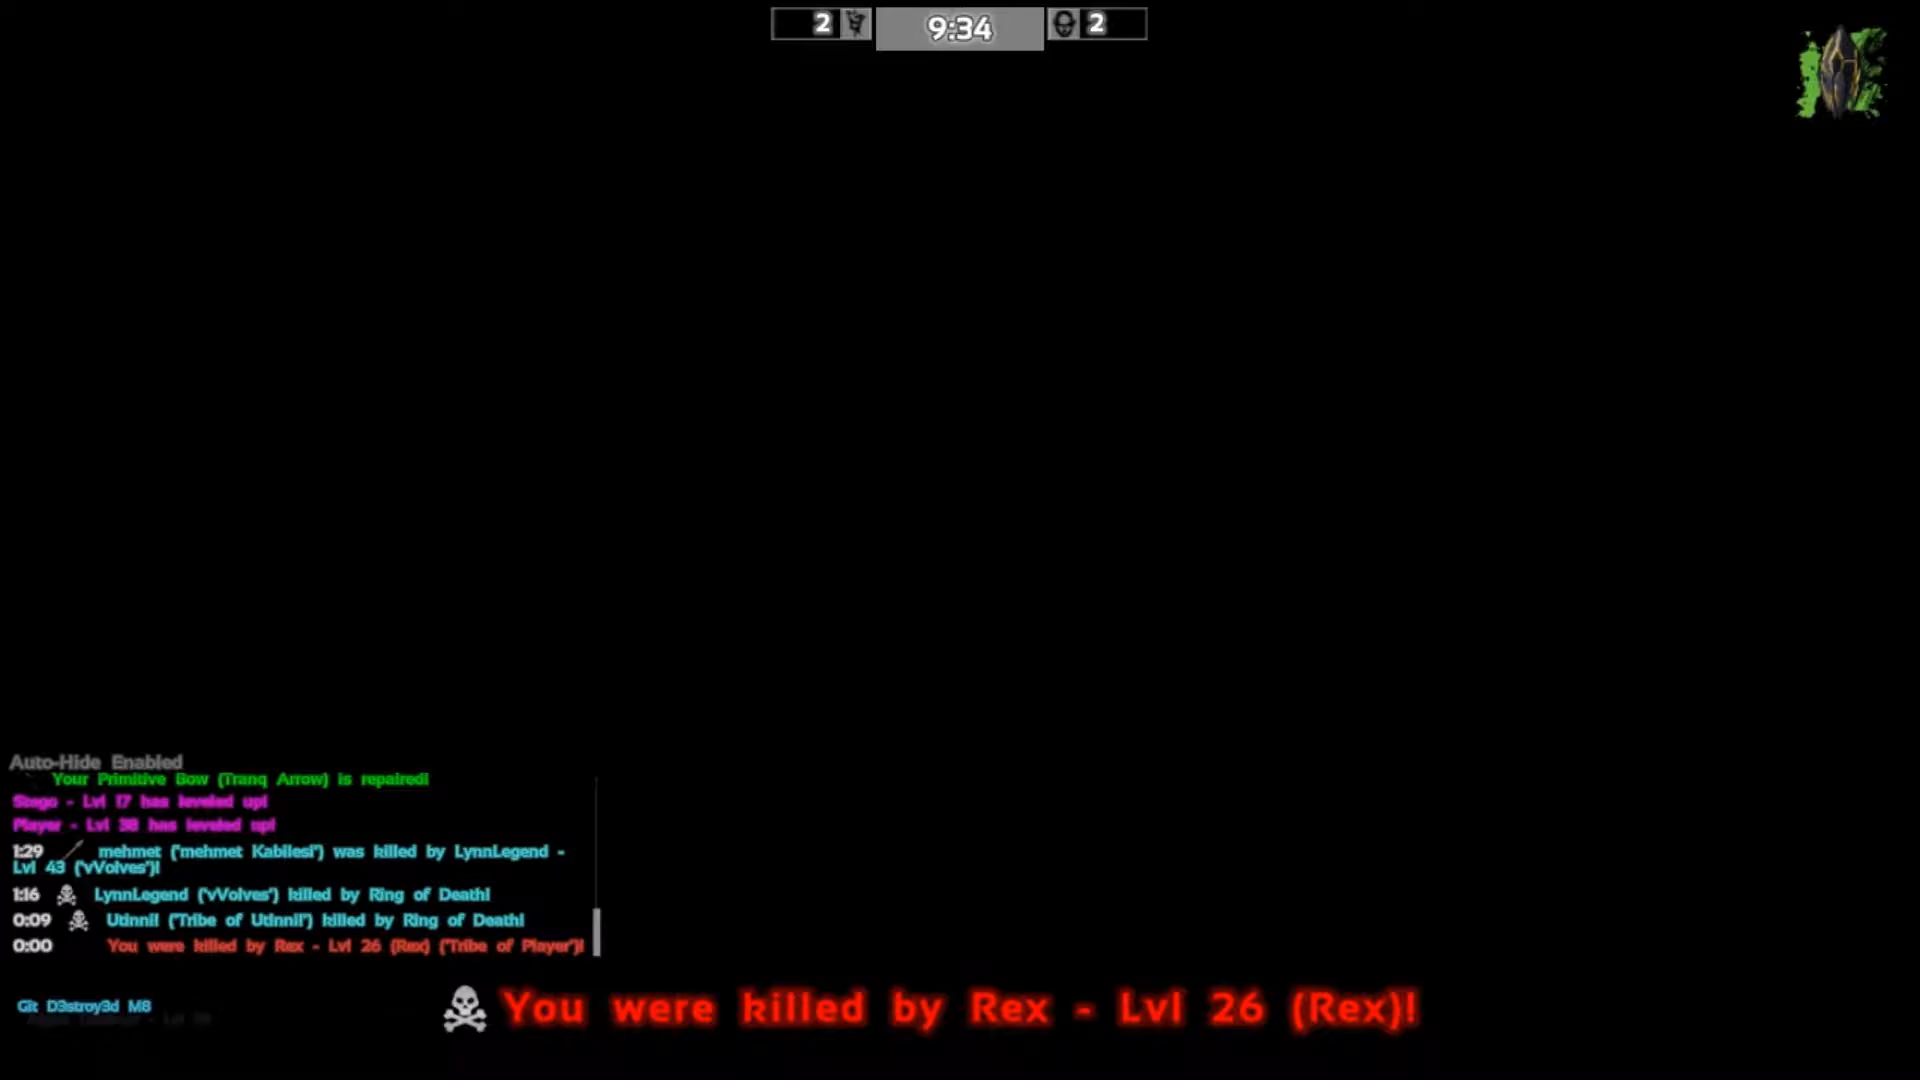 2 9:34 2
Auto-Hide Enabled
Your Primitive Bow (Tranq Arrow) is repaired!
Stego - Lvl 17 has leveled up!
Player - Lvl 38 has leveled up!
1:29 mehmet ('mehmet Kabilesi') was killed by LynnLegend -
Lvl 43 ('vVolves')!
1:16 LynnLegend ('vVolves') killed by Ring of Death!
0:09 Utinnii ('Tribe of Utinnii') killed by Ring of Death!
0:00 You were killed by Rex - Lvl 26 (Rex) ('Tribe of Player')!
Git D3stroy3d M8
You were killed by Rex - Lvl 26 (Rex)!